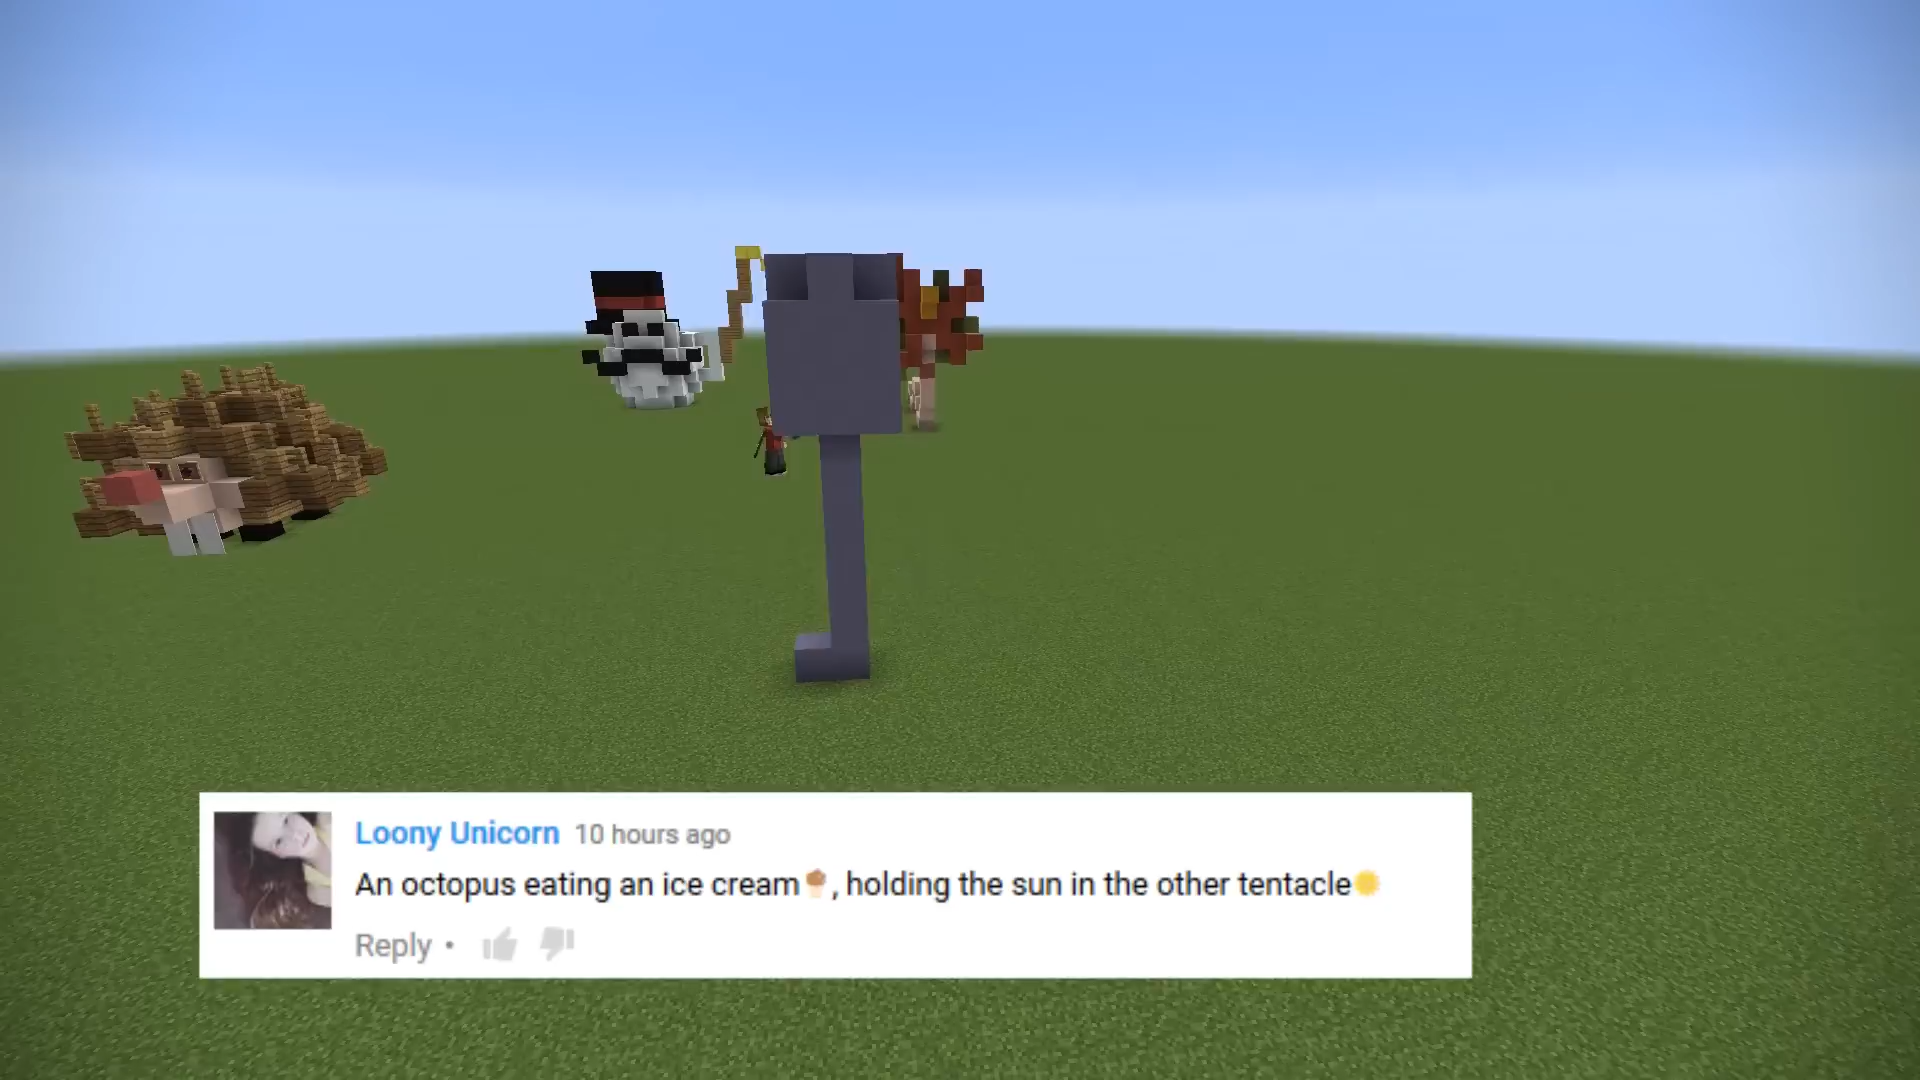 Loony Unicorn 10 hours ago
An octopus eating an ice cream🍨, holding the sun in the other tentacle☀
Reply •